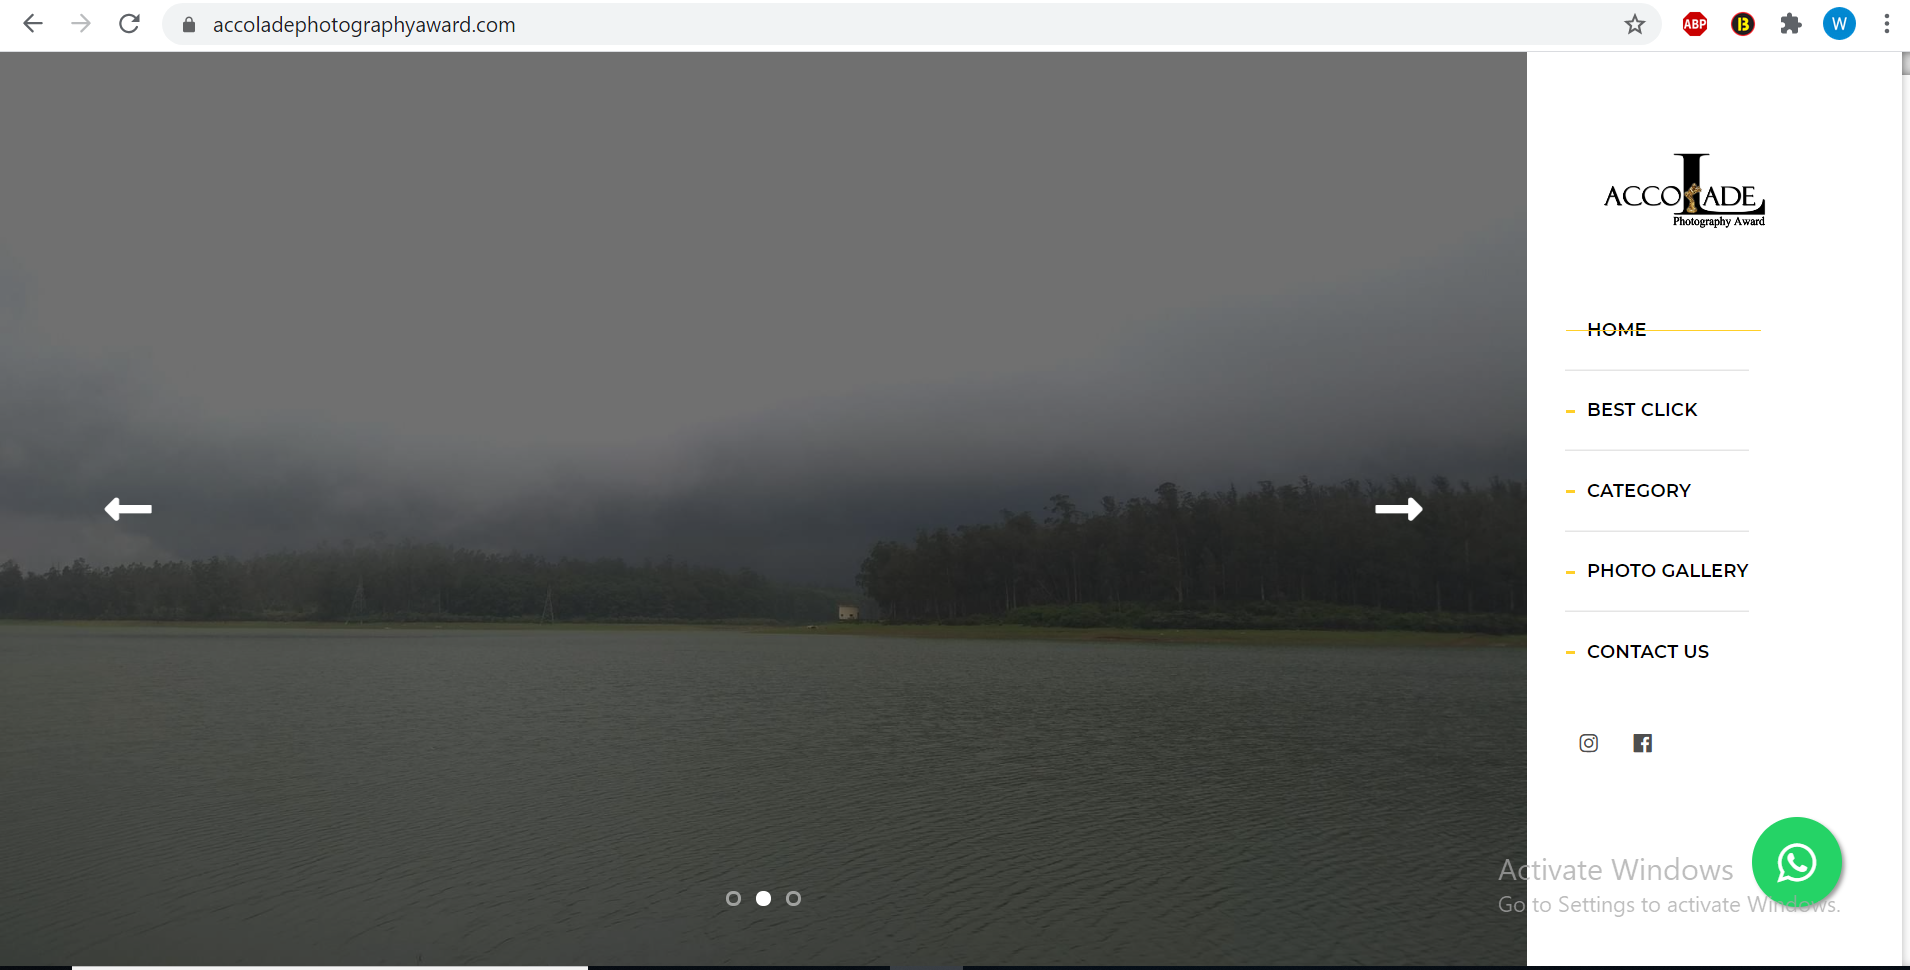 accoladephotographyaward.com
ABP
B
W
ACCOLADE
Photography Award
HOME
BEST CLICK
CATEGORY
PHOTO GALLERY
CONTACT US
Activate Windows
Go to Settings to activate Windows.